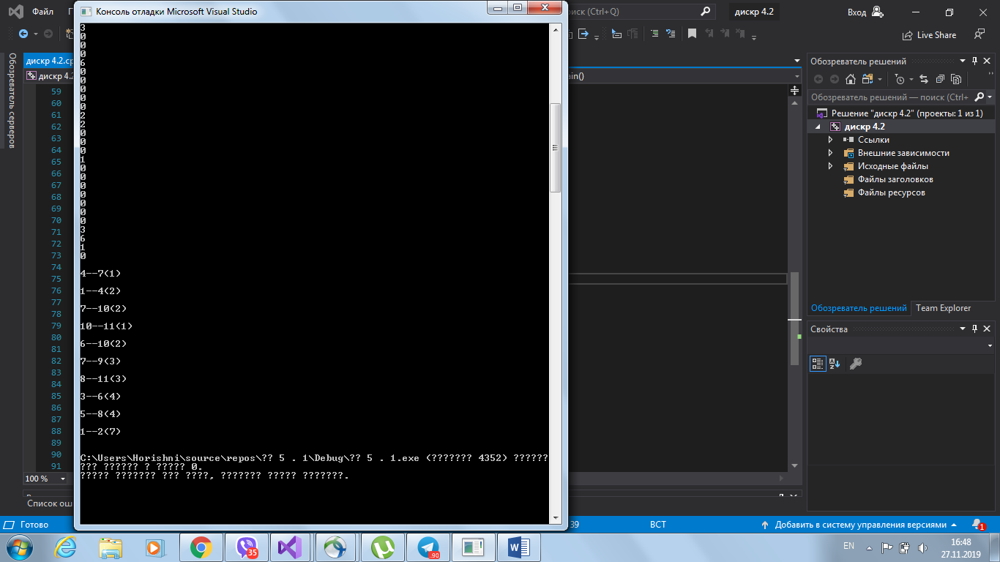 Консоль отладки Microsoft Visual Studio
3
0
0
0
6
0
0
0
0
0
2
2
0
0
0
1
0
0
0
0
0
0
0
3
6
1
0
4--7(1)
1--4(2)
7--10(2)
10--11(1)
6--10(2)
7--9(3)
8--11(3)
3--6(4)
5--8(4)
1--2(7)
C:\Users\Horishni\source\repos\?? 5 . 1\Debug\?? 5 . 1.exe (??????? 4352) ??????
??? ?????? ? ????? 0.
????? ??????? ??? ????, ??????? ????? ???????.
Файл
поиск (Ctrl+Q)
дискр 4.2
Вход
Live Share
Обозреватель серверов
дискр 4.2.cp
дискр 4.2
ain()
59
60
61
62
63
64
65
66
67
68
69
70
71
72
73
74
75
76
77
78
79
80
81
82
83
84
85
86
87
88
89
90
91
100 %
Список ош
Обозреватель решений
Обозреватель решений — поиск (Ctrl+
Решение "дискр 4.2" (проекты: 1 из 1)
дискр 4.2
Ссылки
Внешние зависимости
Исходные файлы
Файлы заголовков
Файлы ресурсов
Обозреватель решений
Team Explorer
Свойства
Готово
39
ВСТ
Добавить в систему управления версиями
1
35
90
EN
16:48
27.11.2019